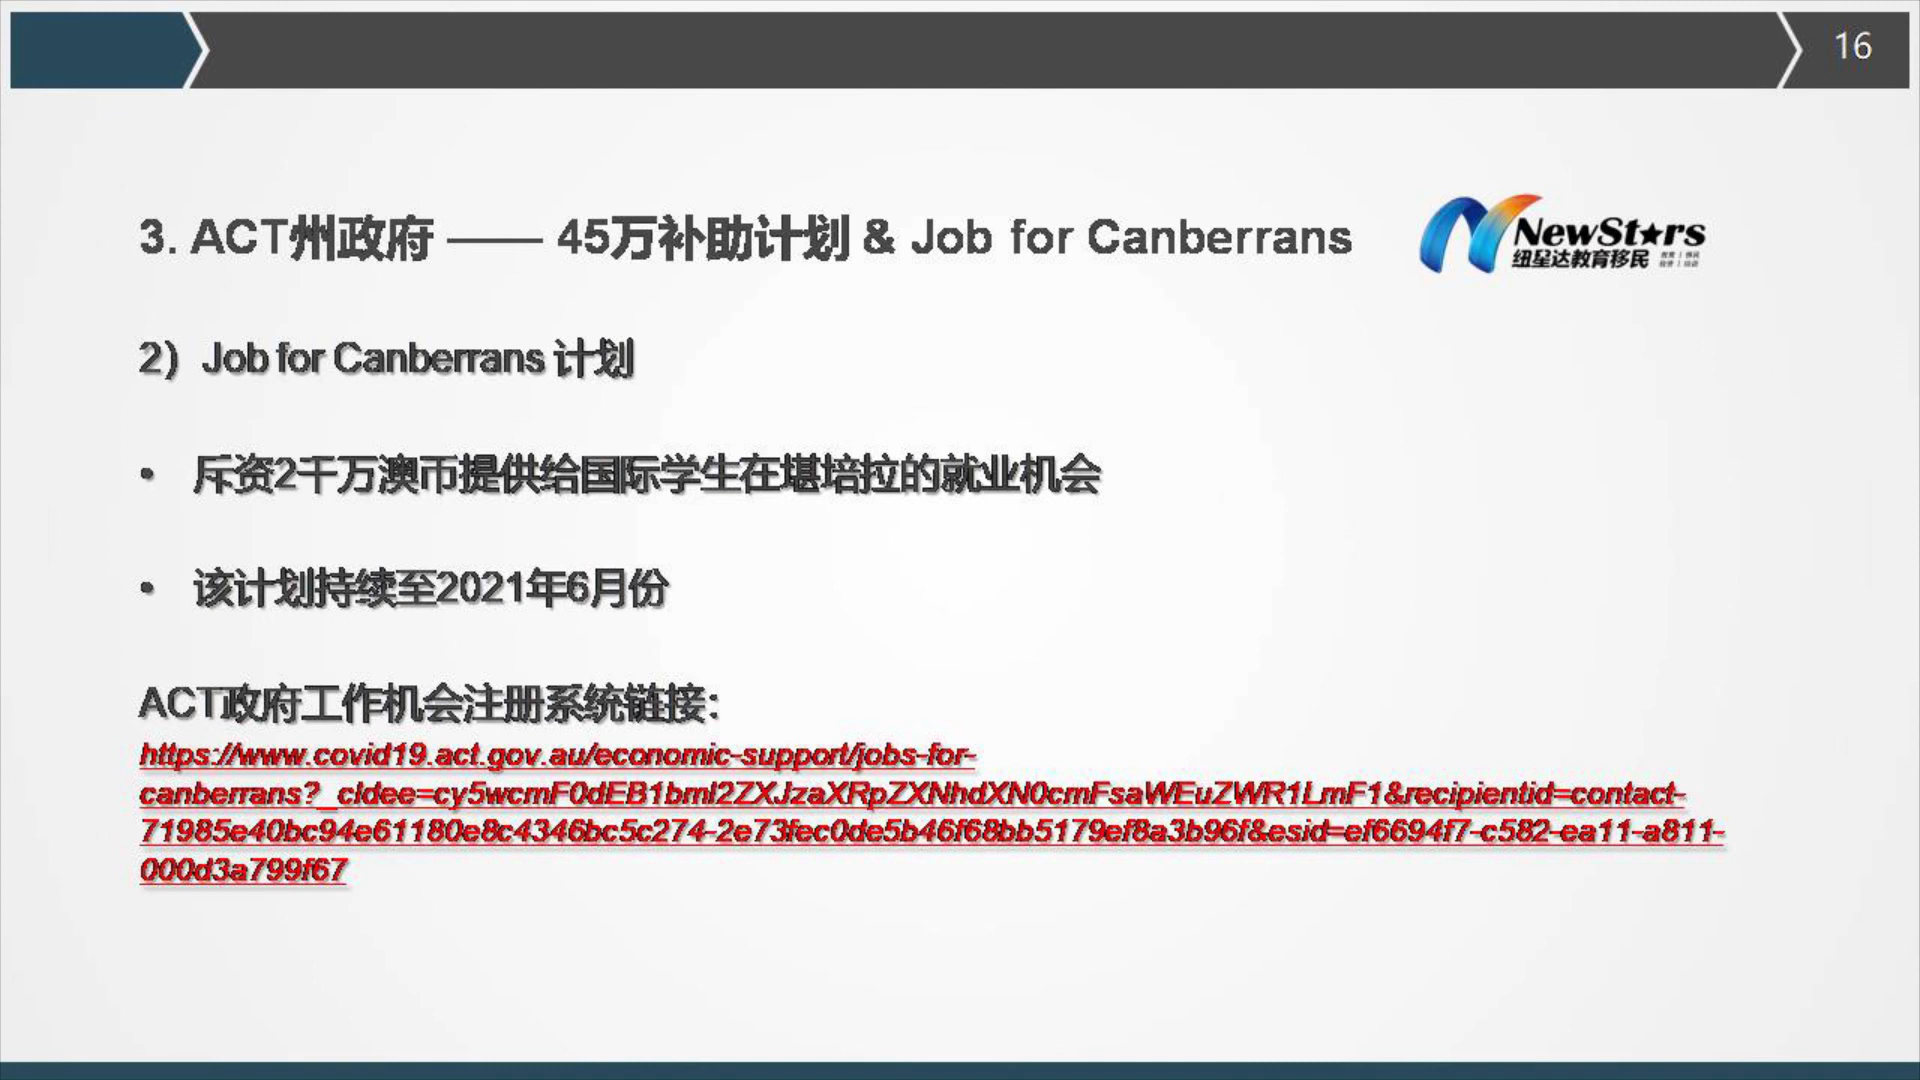 16
3. ACT州政府 —— 45万补助计划 & Job for Canberrans
NewSt★rs
纽星达教育移民
2）Job for Canberrans 计划
• 斥资2千万澳币提供给国际学生在堪培拉的就业机会
• 该计划持续至2021年6月份
ACT政府工作机会注册系统链接：
https://www.covid19.act.gov.au/economic-support/jobs-for-
canberrans?_cldee=cy5wcmF0dEB1bml2ZXJzaXRpZXNhdXN0cmFsaWEuZWR1LmF1&recipientid=contact-
71985e40bc94e61180e8c4346bc5c274-2e73fec0de5b46f68bb5179ef8a3b96f&esid=ef6694f7-c582-ea11-a811-
000d3a799f67